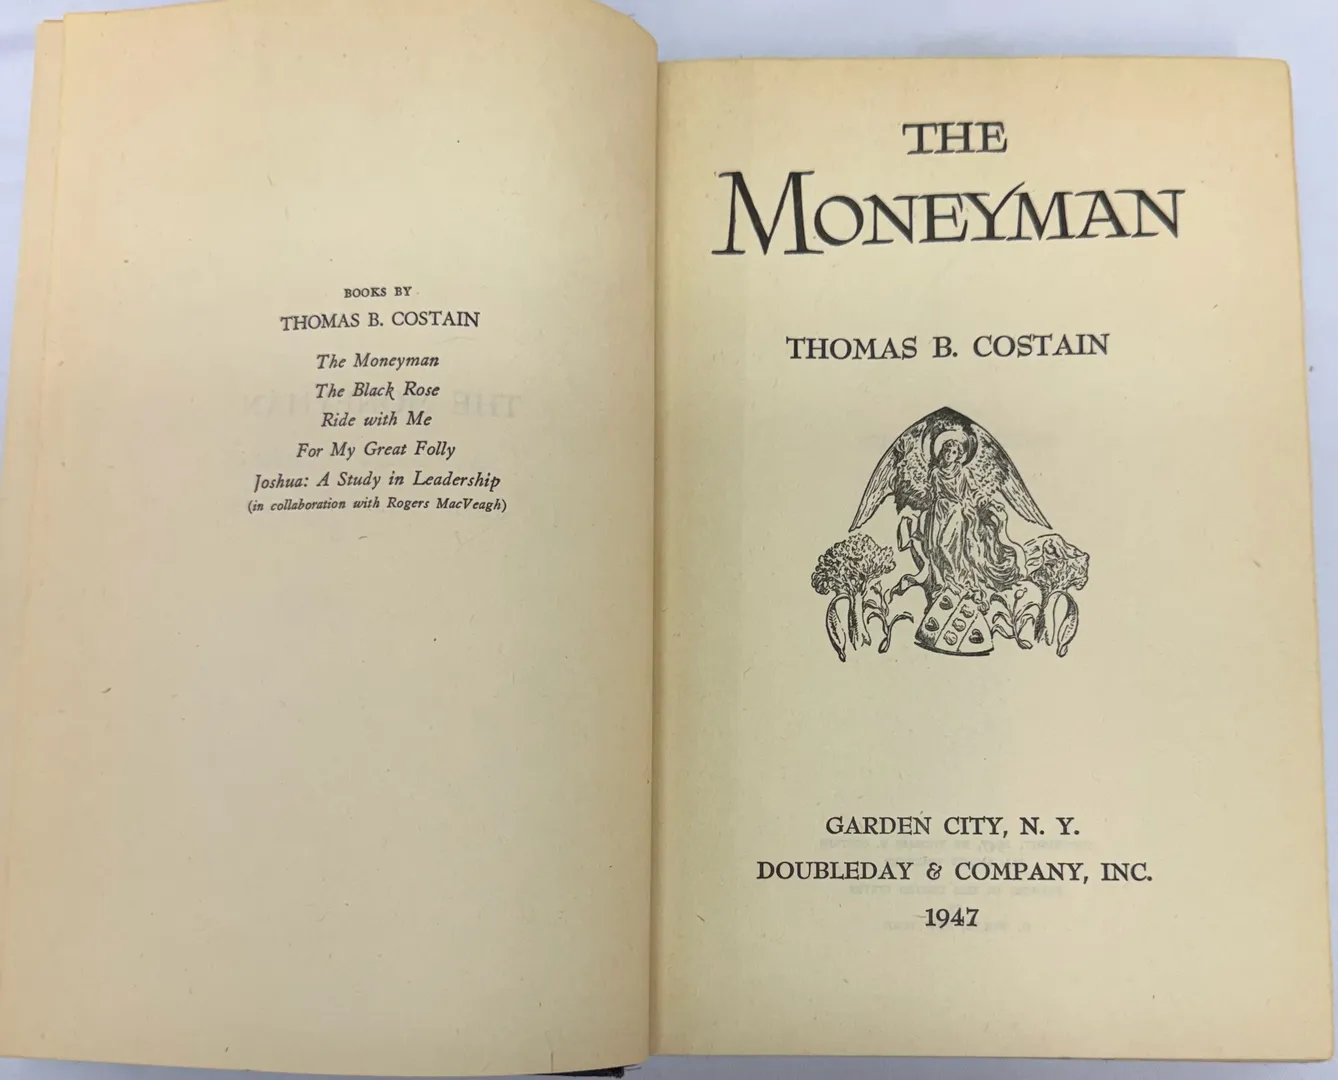 BOOKS BY
THOMAS B. COSTAIN
The Moneyman
The Black Rose
Ride with Me
For My Great Folly
Joshua: A Study in Leadership
(in collaboration with Rogers MacVeagh)
THE
MONEYMAN
THOMAS B. COSTAIN
GARDEN CITY, N. Y.
DOUBLEDAY & COMPANY, INC.
1947